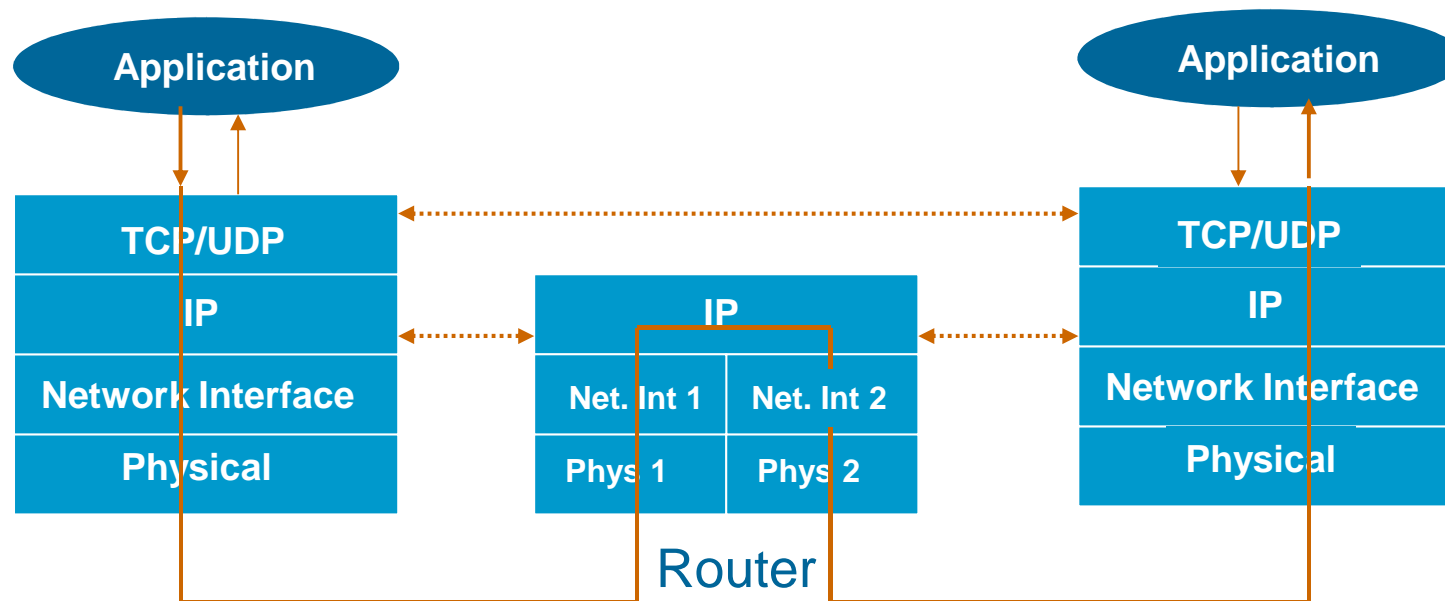 Application
Application
TCP/UDP
TCP/UDP
IP
IP
IP
Network Interface
Net. Int 1
Net. Int 2
Network Interface
Physical
Phys 1
Phys 2
Physical
Router